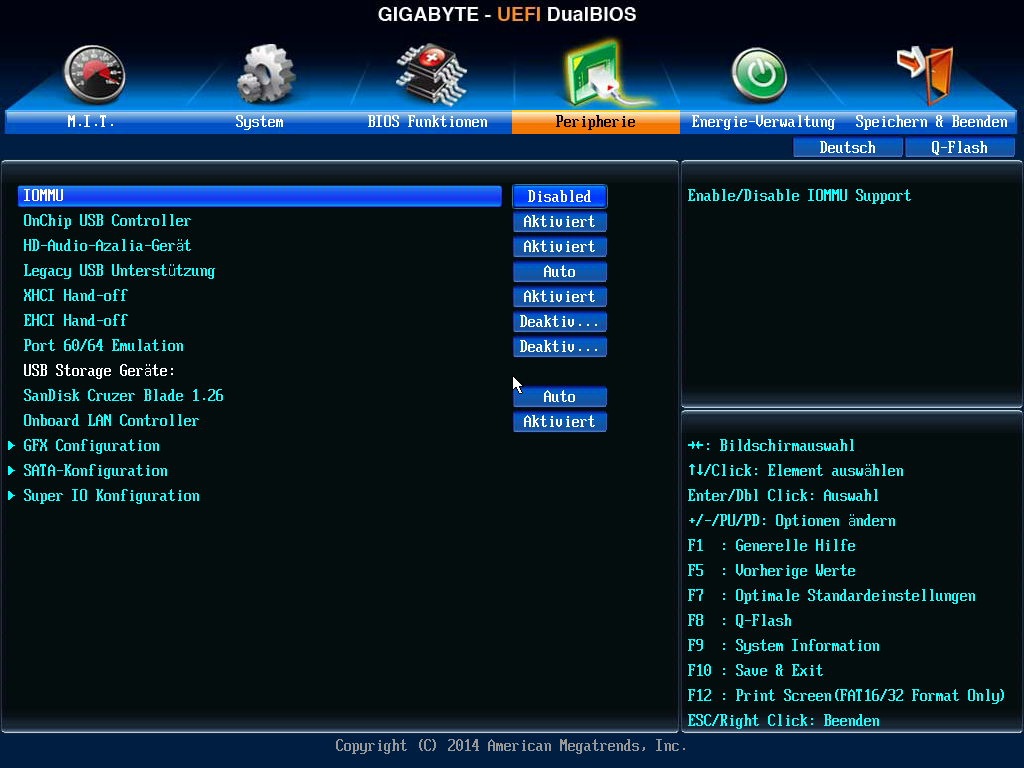 GIGABYTE - UEFI DualBIOS
M.I.T. System BIOS Funktionen Peripherie Energie-Verwaltung Speichern & Beenden
Deutsch Q-Flash
IOMMU Disabled
OnChip USB Controller Aktiviert
HD-Audio-Azalia-Gerät Aktiviert
Legacy USB Unterstützung Auto
XHCI Hand-off Aktiviert
EHCI Hand-off Deaktiv...
Port 60/64 Emulation Deaktiv...
USB Storage Geräte:
SanDisk Cruzer Blade 1.26 Auto
Onboard LAN Controller Aktiviert
GFX Configuration
SATA-Konfiguration
Super IO Konfiguration
Enable/Disable IOMMU Support
→←: Bildschirmauswahl
↑↓/Click: Element auswählen
Enter/Dbl Click: Auswahl
+/-/PU/PD: Optionen ändern
F1 : Generelle Hilfe
F5 : Vorherige Werte
F7 : Optimale Standardeinstellungen
F8 : Q-Flash
F9 : System Information
F10 : Save & Exit
F12 : Print Screen(FAT16/32 Format Only)
ESC/Right Click: Beenden
Copyright (C) 2014 American Megatrends, Inc.